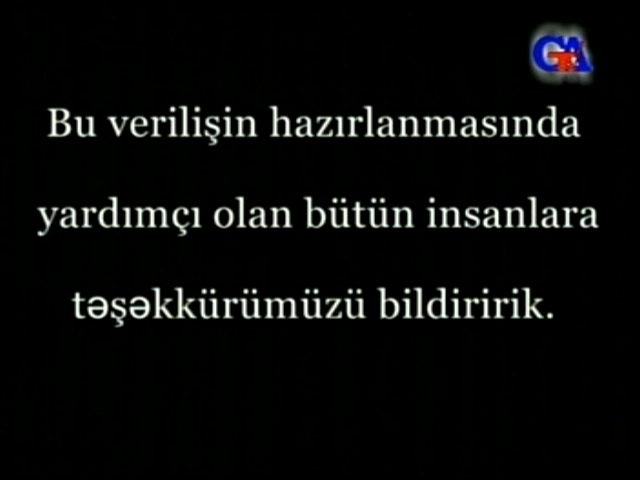 Bu verilişin hazırlanmasında
yardımçı olan bütün insanlara
təşəkkürümüzü bildiririk.